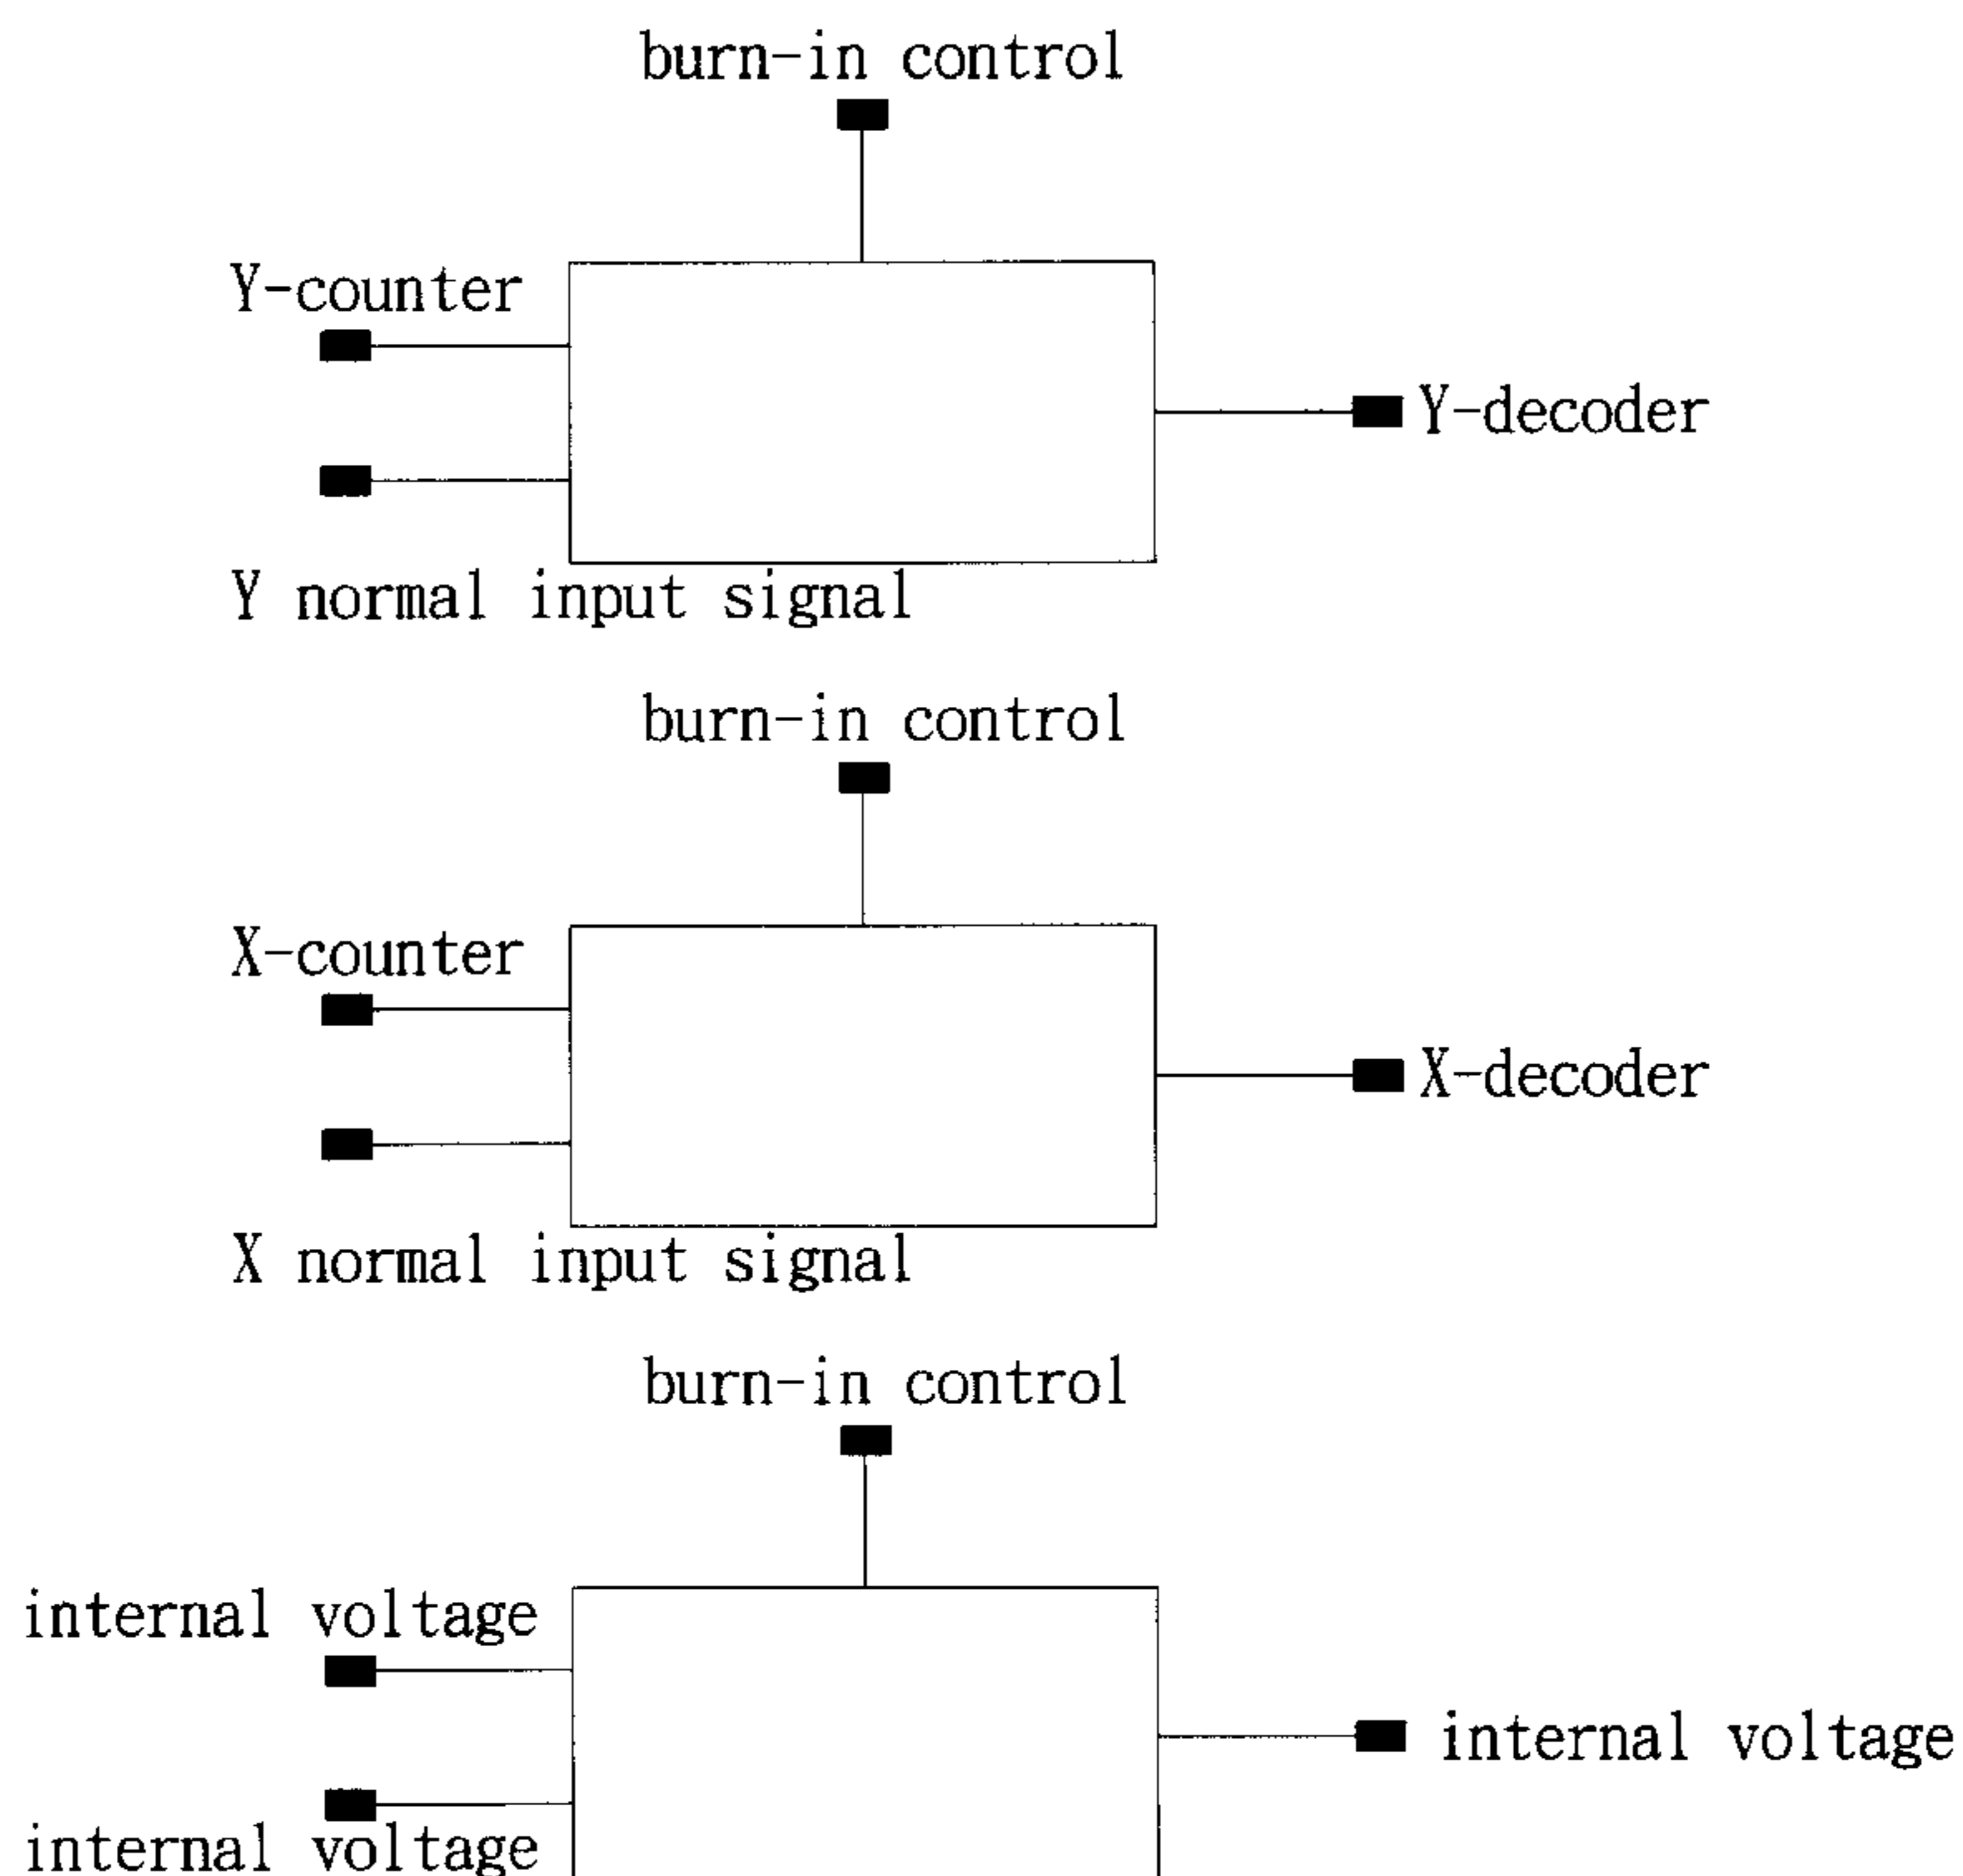 burn-in control
Y-counter
Y-decoder
Y normal input signal
burn-in control
X-counter
X-decoder
X normal input signal
burn-in control
internal voltage
internal voltage
internal voltage